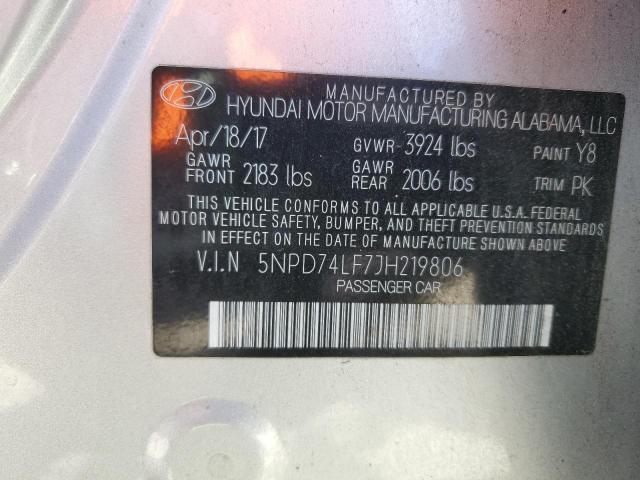 MANUFACTURED BY
HYUNDAI MOTOR MANUFACTURING ALABAMA, LLC
Apr/18/17 GVWR 3924 lbs PAINT Y8
GAWR FRONT 2183 lbs GAWR REAR 2006 lbs TRIM PK
THIS VEHICLE CONFORMS TO ALL APPLICABLE U.S.A. FEDERAL
MOTOR VEHICLE SAFETY, BUMPER, AND THEFT PREVENTION STANDARDS
IN EFFECT ON THE DATE OF MANUFACTURE SHOWN ABOVE.
V.I.N 5NPD74LF7JH219806
PASSENGER CAR